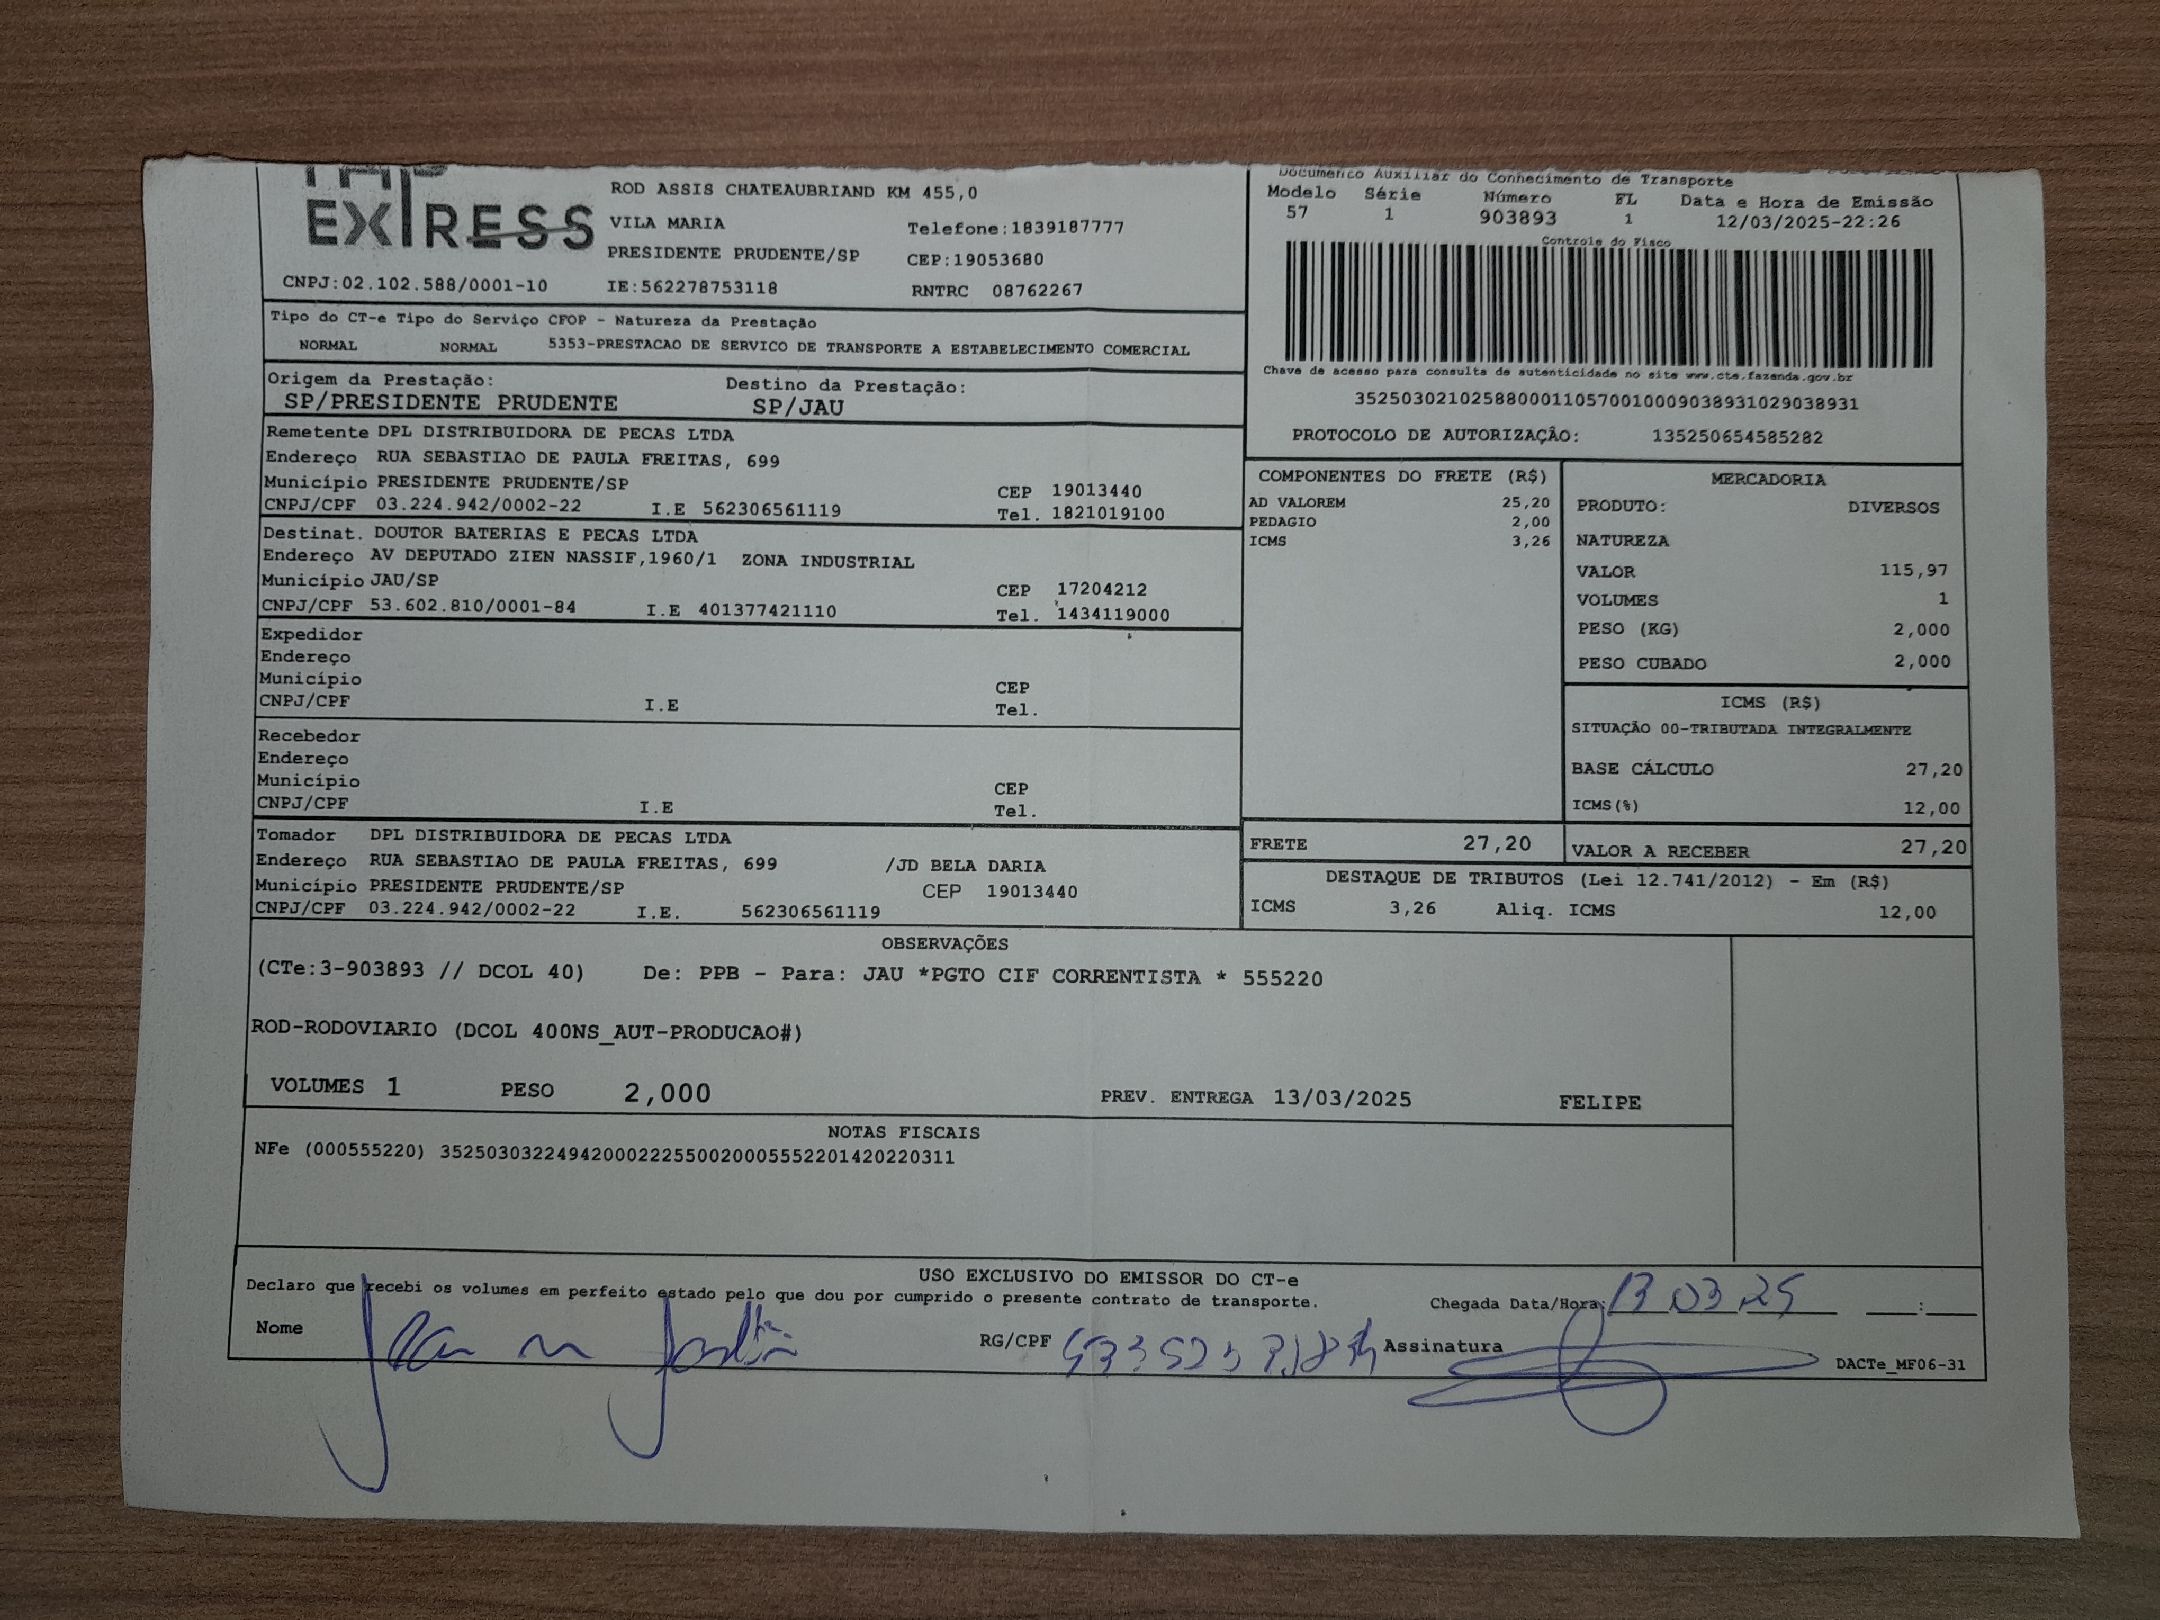 EXPRESS
ROD ASSIS CHATEAUBRIAND KM 455,0
VILA MARIA Telefone:1839187777
PRESIDENTE PRUDENTE/SP CEP:19053680
CNPJ:02.102.588/0001-10 IE:562278753118 RNTRC 08762267
Documento Auxiliar do Conhecimento de Transporte
Modelo Série Número FL Data e Hora de Emissão
57 1 903893 1 12/03/2025-22:26
Controle do Fisco
Chave de acesso para consulta de autenticidade no site www.cte.fazenda.gov.br
35250302102588000110570010009038931029038931
PROTOCOLO DE AUTORIZAÇÂO: 135250654585282
Tipo do CT-e Tipo do Serviço CFOP - Natureza da Prestação
NORMAL NORMAL 5353-PRESTACAO DE SERVICO DE TRANSPORTE A ESTABELECIMENTO COMERCIAL
Origem da Prestação: Destino da Prestação:
SP/PRESIDENTE PRUDENTE SP/JAU
Remetente DPL DISTRIBUIDORA DE PECAS LTDA
Endereço RUA SEBASTIAO DE PAULA FREITAS, 699
Município PRESIDENTE PRUDENTE/SP CEP 19013440
CNPJ/CPF 03.224.942/0002-22 I.E 562306561119 Tel. 1821019100
Destinat. DOUTOR BATERIAS E PECAS LTDA
Endereço AV DEPUTADO ZIEN NASSIF,1960/1 ZONA INDUSTRIAL
Município JAU/SP CEP 17204212
CNPJ/CPF 53.602.810/0001-84 I.E 401377421110 Tel. 1434119000
Expedidor
Endereço
Município CEP
CNPJ/CPF I.E Tel.
Recebedor
Endereço
Município CEP
CNPJ/CPF I.E Tel.
Tomador DPL DISTRIBUIDORA DE PECAS LTDA
Endereço RUA SEBASTIAO DE PAULA FREITAS, 699 /JD BELA DARIA
Município PRESIDENTE PRUDENTE/SP CEP 19013440
CNPJ/CPF 03.224.942/0002-22 I.E. 562306561119
COMPONENTES DO FRETE (R$)
AD VALOREM 25,20
PEDAGIO 2,00
ICMS 3,26
FRETE 27,20
MERCADORIA
PRODUTO: DIVERSOS
NATUREZA
VALOR 115,97
VOLUMES 1
PESO (KG) 2,000
PESO CUBADO 2,000
ICMS (R$)
SITUAÇÃO 00-TRIBUTADA INTEGRALMENTE
BASE CÁLCULO 27,20
ICMS(%) 12,00
VALOR A RECEBER 27,20
DESTAQUE DE TRIBUTOS (Lei 12.741/2012) - Em (R$)
ICMS 3,26 Aliq. ICMS 12,00
OBSERVAÇÕES
(CTe:3-903893 // DCOL 40) De: PPB - Para: JAU *PGTO CIF CORRENTISTA * 555220
ROD-RODOVIARIO (DCOL 400NS_AUT-PRODUCAO#)
VOLUMES 1 PESO 2,000 PREV. ENTREGA 13/03/2025 FELIPE
NOTAS FISCAIS
NFe (000555220) 35250303224942000222550020005552201420220311
USO EXCLUSIVO DO EMISSOR DO CT-e
Declaro que recebi os volumes em perfeito estado pelo que dou por cumprido o presente contrato de transporte. Chegada Data/Hora: 13 03 25 :
Nome RG/CPF Assinatura
DACTe_MF06-31